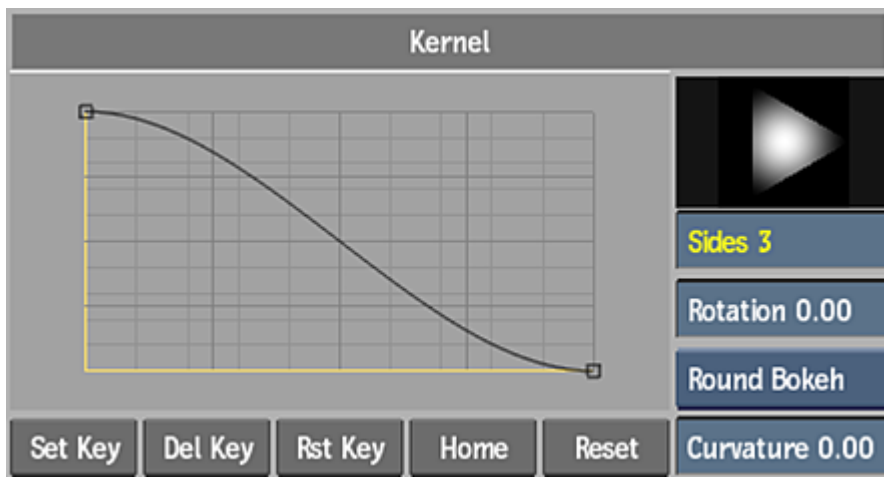 Kernel
Sides 3
Rotation 0.00
Round Bokeh
Set Key
Del Key
Rst Key
Home
Reset
Curvature 0.00